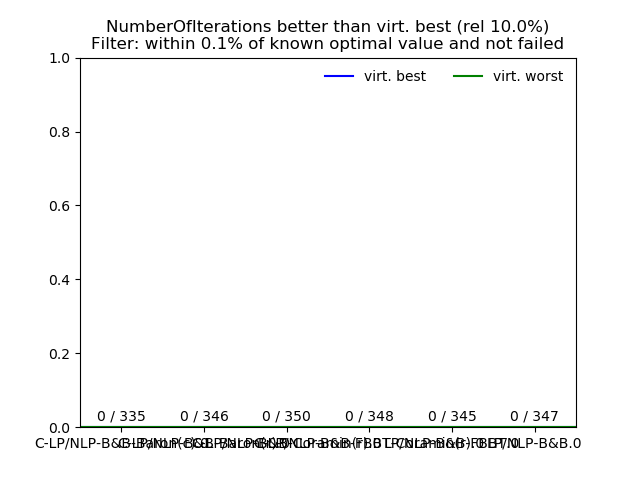 NumberOfIterations better than virt. best (rel 10.0%)
Filter: within 0.1% of known optimal value and not failed
virt. best
virt. worst
1.0
0.8
0.6
0.4
0.2
0.0
0 / 335
0 / 346
0 / 350
0 / 348
0 / 345
0 / 347